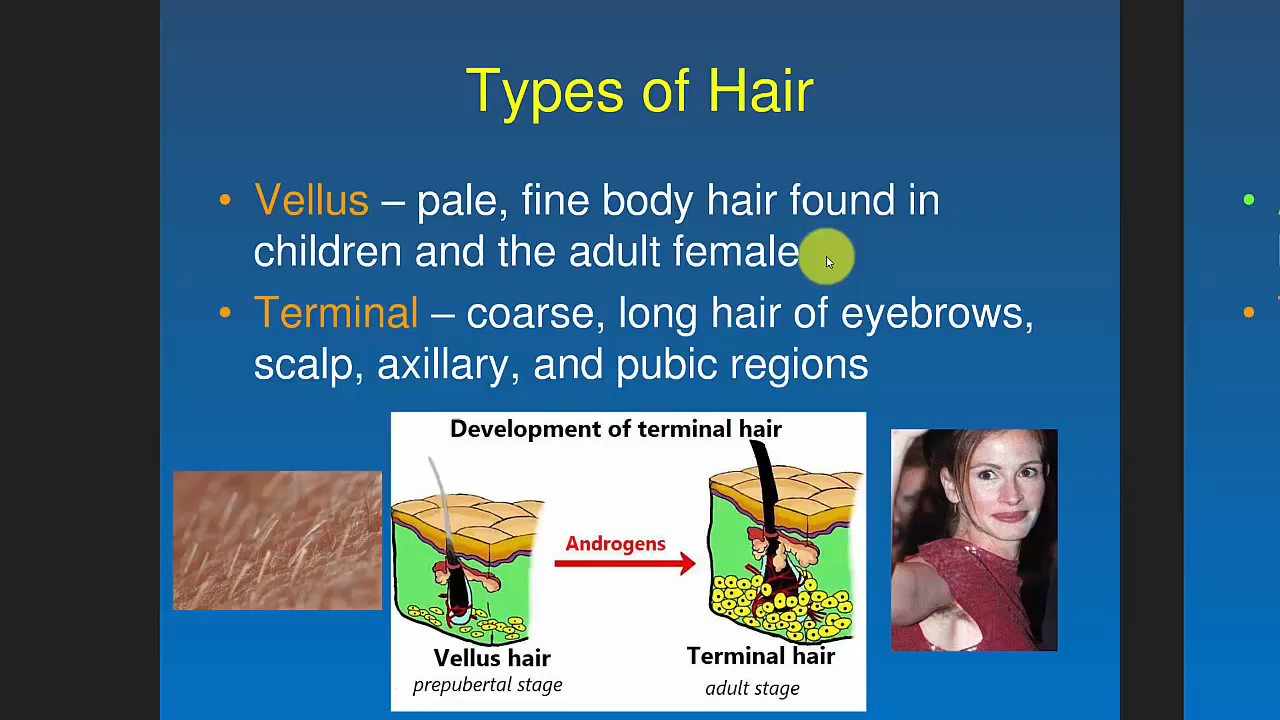 Types of Hair
• Vellus – pale, fine body hair found in
children and the adult female
• Terminal – coarse, long hair of eyebrows,
scalp, axillary, and pubic regions
Development of terminal hair
Androgens
Vellus hair
prepubertal stage
Terminal hair
adult stage